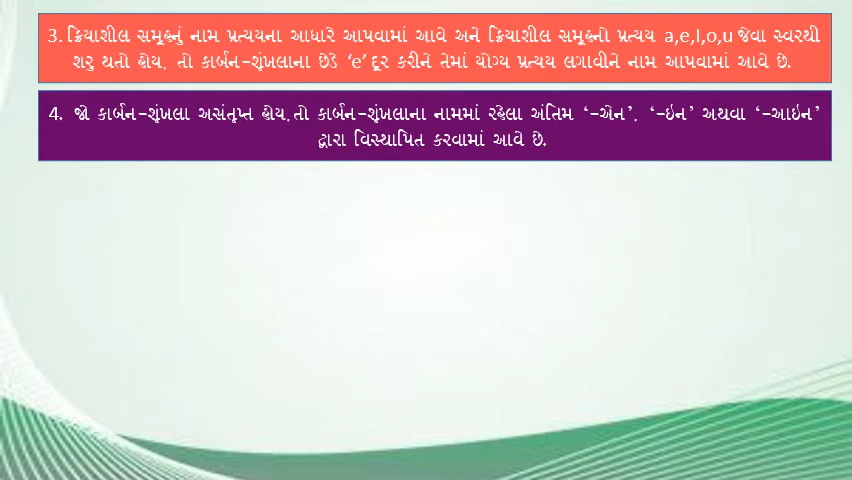 3. ક્રિયાશીલ સમૂહનું નામ પ્રત્યયના આધારે આપવામાં આવે અને ક્રિયાશીલ સમૂહનો પ્રત્યય a,e,I,o,u જેવા સ્વરથી
શરુ થતો હોય, તો કાર્બન-શૃંખલાના છેડે ‘e’ દૂર કરીને તેમાં યોગ્ય પ્રત્યય લગાવીને નામ આપવામાં આવે છે.
4. જો કાર્બન-શૃંખલા અસંતૃપ્ત હોય,તો કાર્બન-શૃંખલાના નામમાં રહેલા અંતિમ ‘-એન’, ‘-ઇન’ અથવા ‘-આઇન’
દ્વારા વિસ્થાપિત કરવામાં આવે છે.